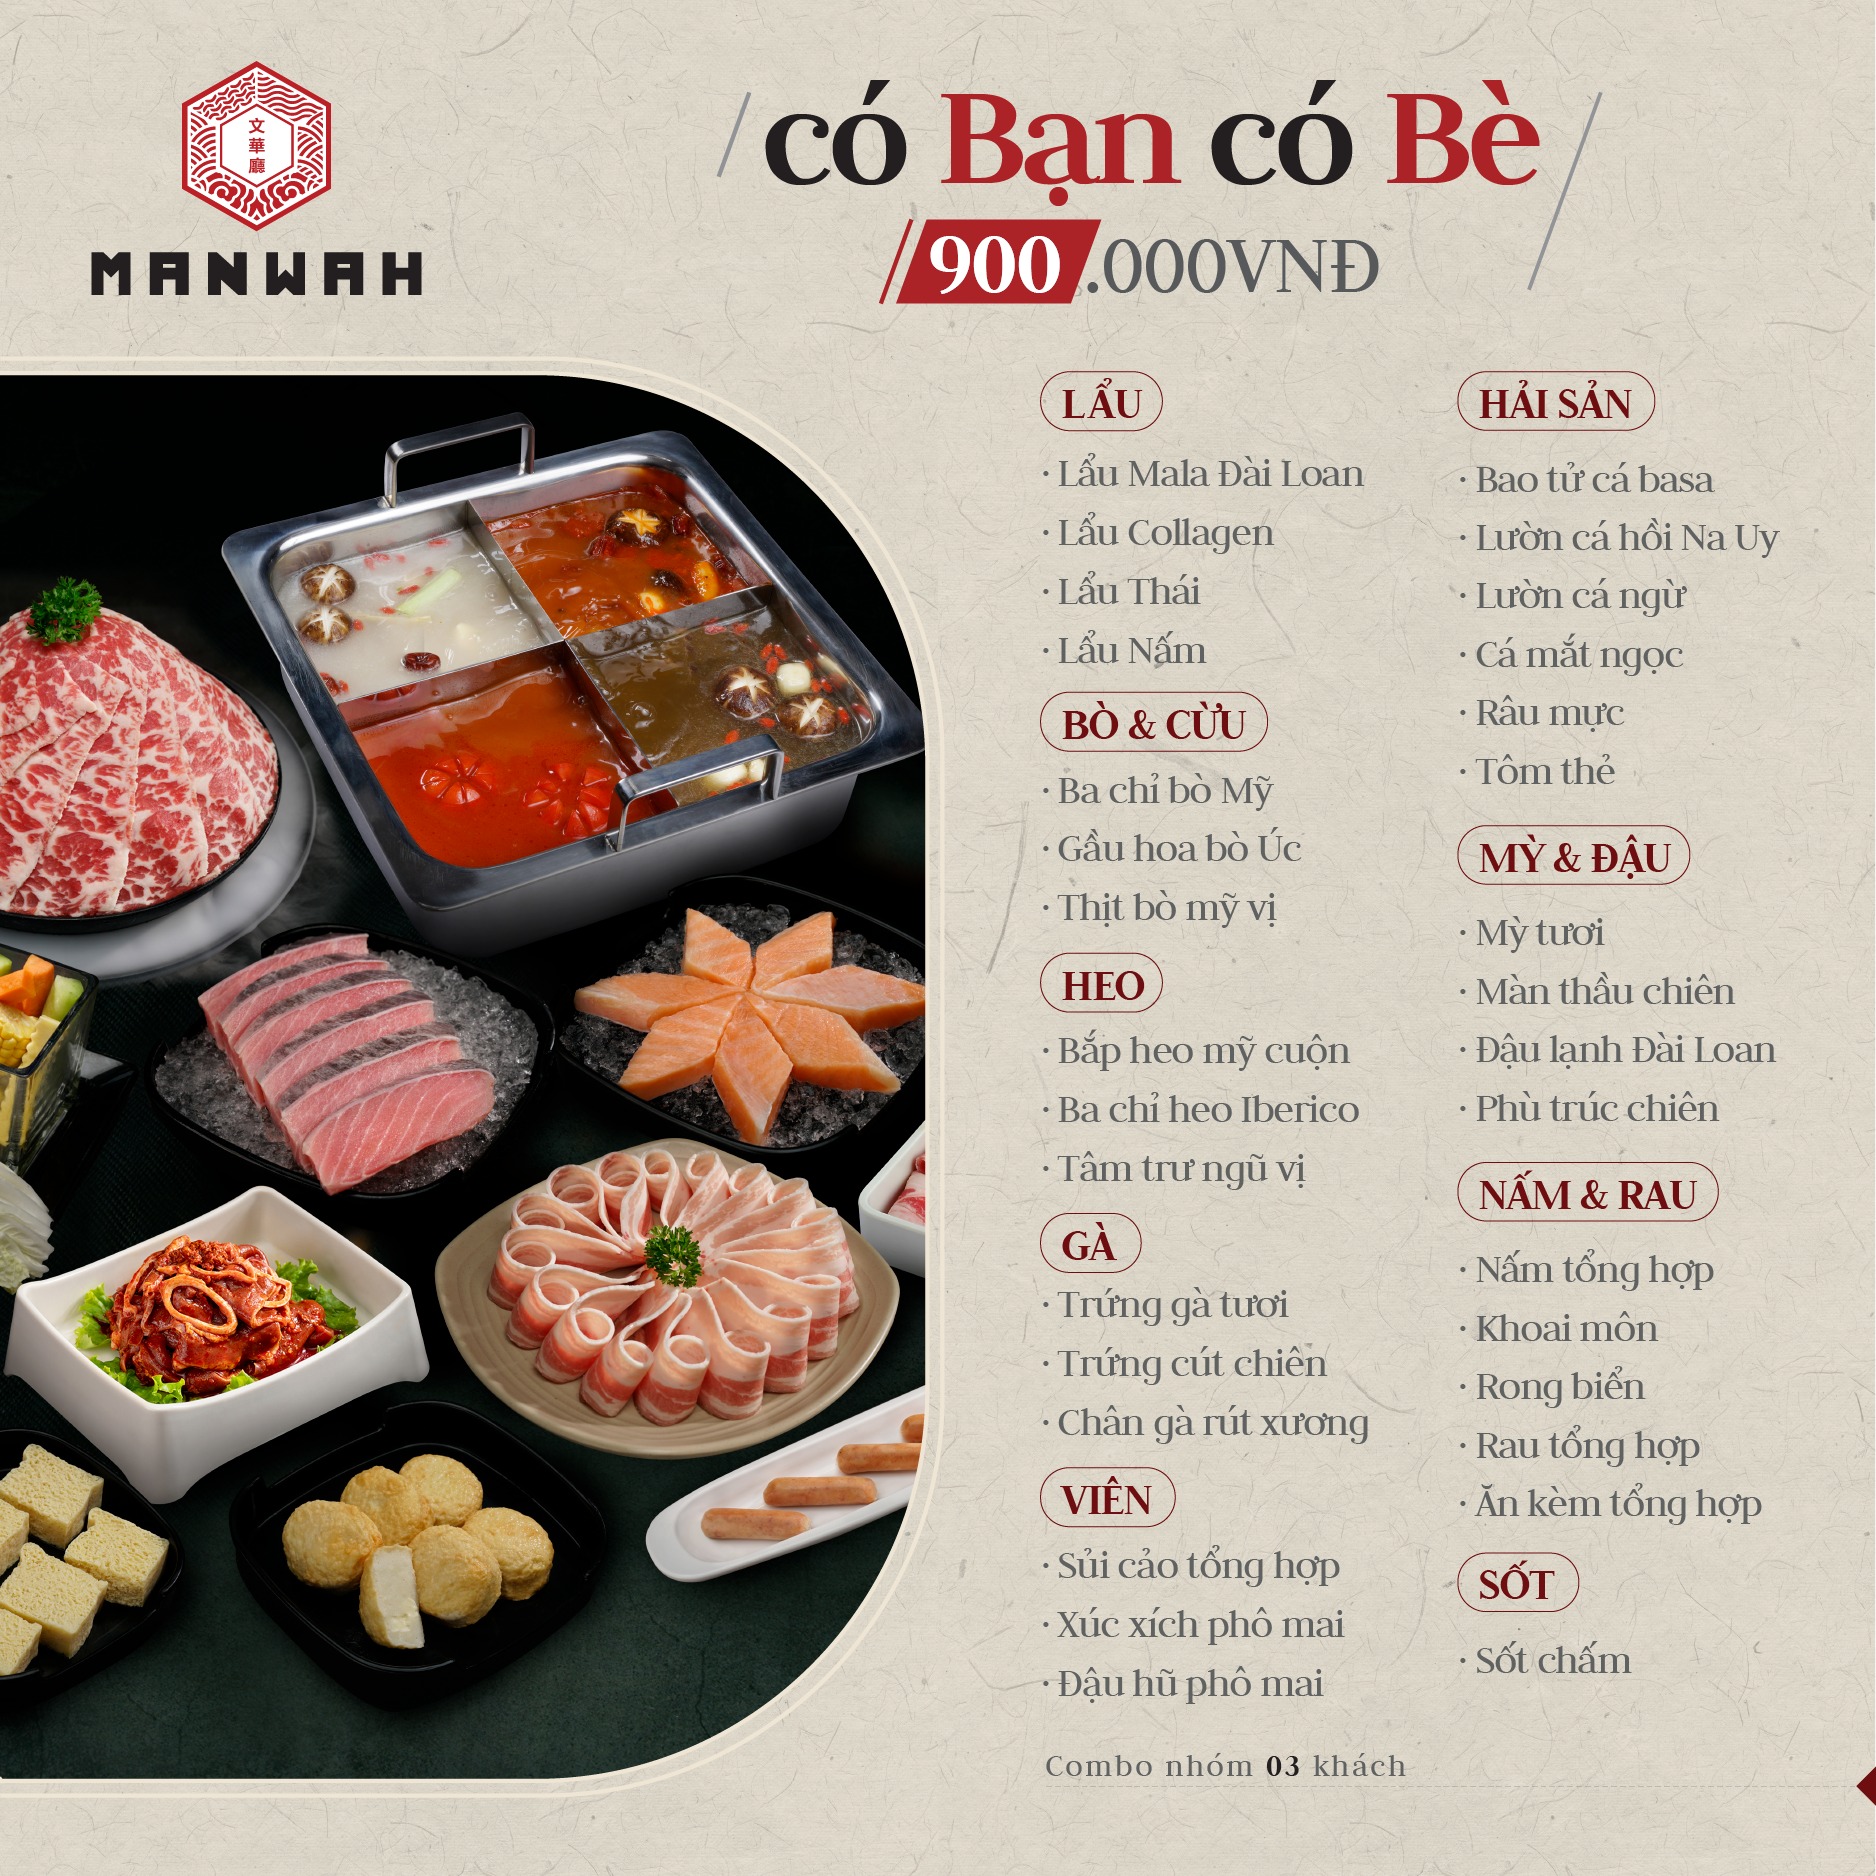 文
華
廳
MANWAH
có Bạn có Bè
900.000VNĐ
LẨU
· Lẩu Mala Đài Loan
· Lẩu Collagen
· Lẩu Thái
· Lẩu Nấm
BÒ & CỪU
· Ba chỉ bò Mỹ
· Gầu hoa bò Úc
· Thịt bò mỹ vị
HEO
· Bắp heo mỹ cuộn
· Ba chỉ heo Iberico
· Tâm trư ngũ vị
GÀ
· Trứng gà tươi
· Trứng cút chiên
· Chân gà rút xương
VIÊN
· Sủi cảo tổng hợp
· Xúc xích phô mai
· Đậu hũ phô mai
HẢI SẢN
· Bao tử cá basa
· Lườn cá hồi Na Uy
· Lườn cá ngừ
· Cá mắt ngọc
· Râu mực
· Tôm thẻ
MỲ & ĐẬU
· Mỳ tươi
· Màn thầu chiên
· Đậu lạnh Đài Loan
· Phù trúc chiên
NẤM & RAU
· Nấm tổng hợp
· Khoai môn
· Rong biển
· Rau tổng hợp
· Ăn kèm tổng hợp
SỐT
· Sốt chấm
Combo nhóm 03 khách